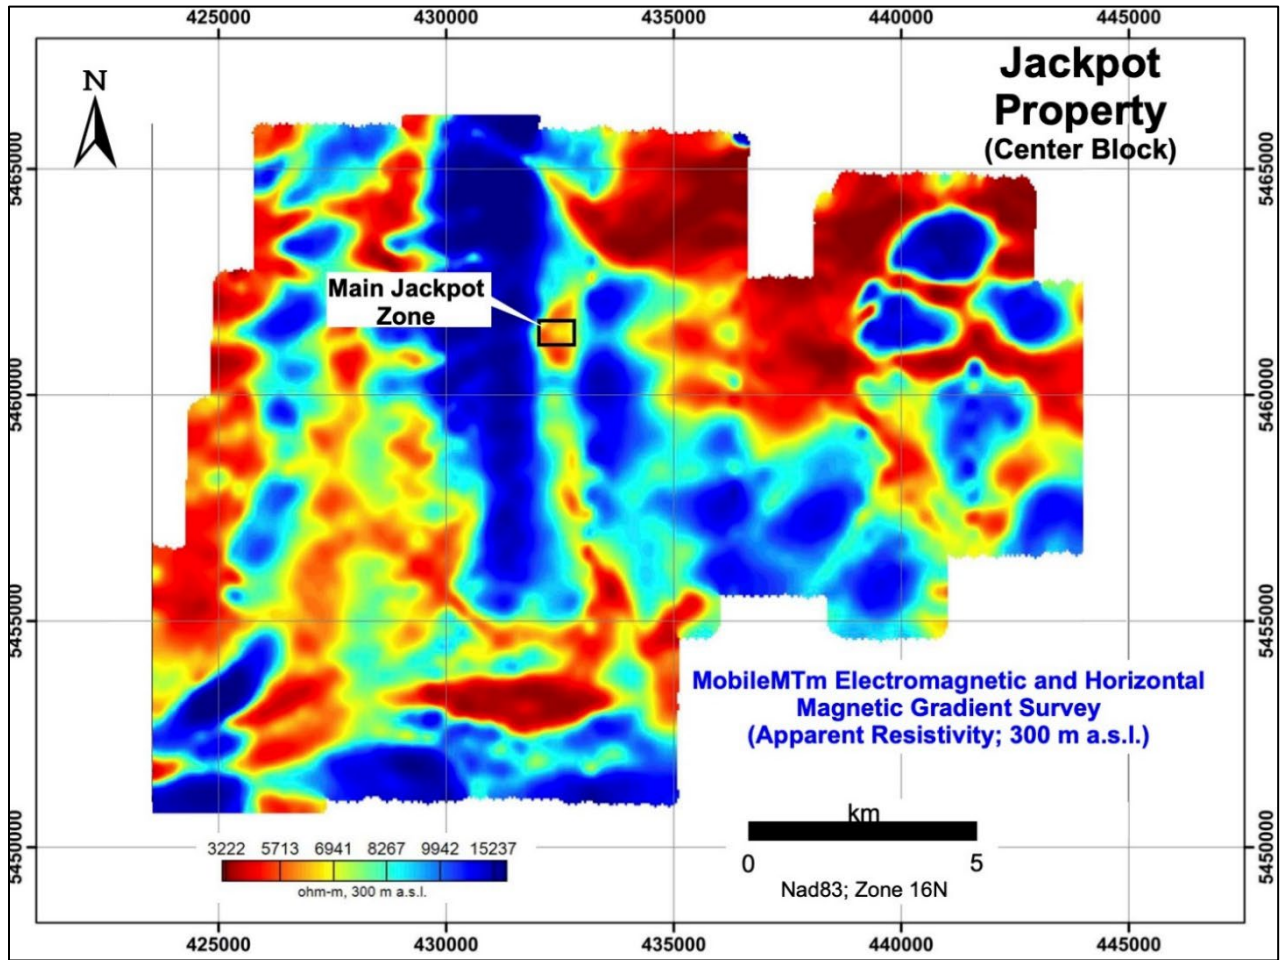 425000 430000 435000 440000 445000
N
Jackpot
Property
(Center Block)
5465000 5465000
Main Jackpot
Zone
5460000 5460000
5455000 5455000
MobileMTm Electromagnetic and Horizontal
Magnetic Gradient Survey
(Apparent Resistivity; 300 m a.s.l.)
km
0 5
Nad83; Zone 16N
3222 5713 6941 8267 9942 15237
ohm-m, 300 m a.s.l.
5450000 5450000
425000 430000 435000 440000 445000